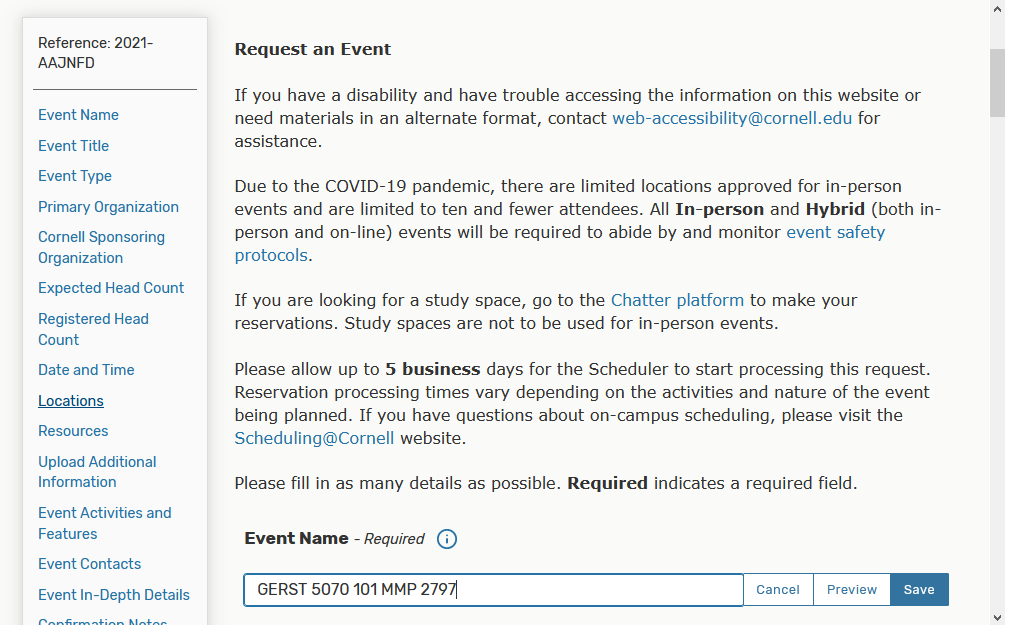 Reference: 2021-
AAJNFD
Event Name
Event Title
Event Type
Primary Organization
Cornell Sponsoring
Organization
Expected Head Count
Registered Head
Count
Date and Time
Locations
Resources
Upload Additional
Information
Event Activities and
Features
Event Contacts
Event In-Depth Details
Confirmation Notes
Request an Event
If you have a disability and have trouble accessing the information on this website or
need materials in an alternate format, contact web-accessibility@cornell.edu for
assistance.
Due to the COVID-19 pandemic, there are limited locations approved for in-person
events and are limited to ten and fewer attendees. All In-person and Hybrid (both in-
person and on-line) events will be required to abide by and monitor event safety
protocols.
If you are looking for a study space, go to the Chatter platform to make your
reservations. Study spaces are not to be used for in-person events.
Please allow up to 5 business days for the Scheduler to start processing this request.
Reservation processing times vary depending on the activities and nature of the event
being planned. If you have questions about on-campus scheduling, please visit the
Scheduling@Cornell website.
Please fill in as many details as possible. Required indicates a required field.
Event Name - Required
GERST 5070 101 MMP 2797
Cancel
Preview
Save